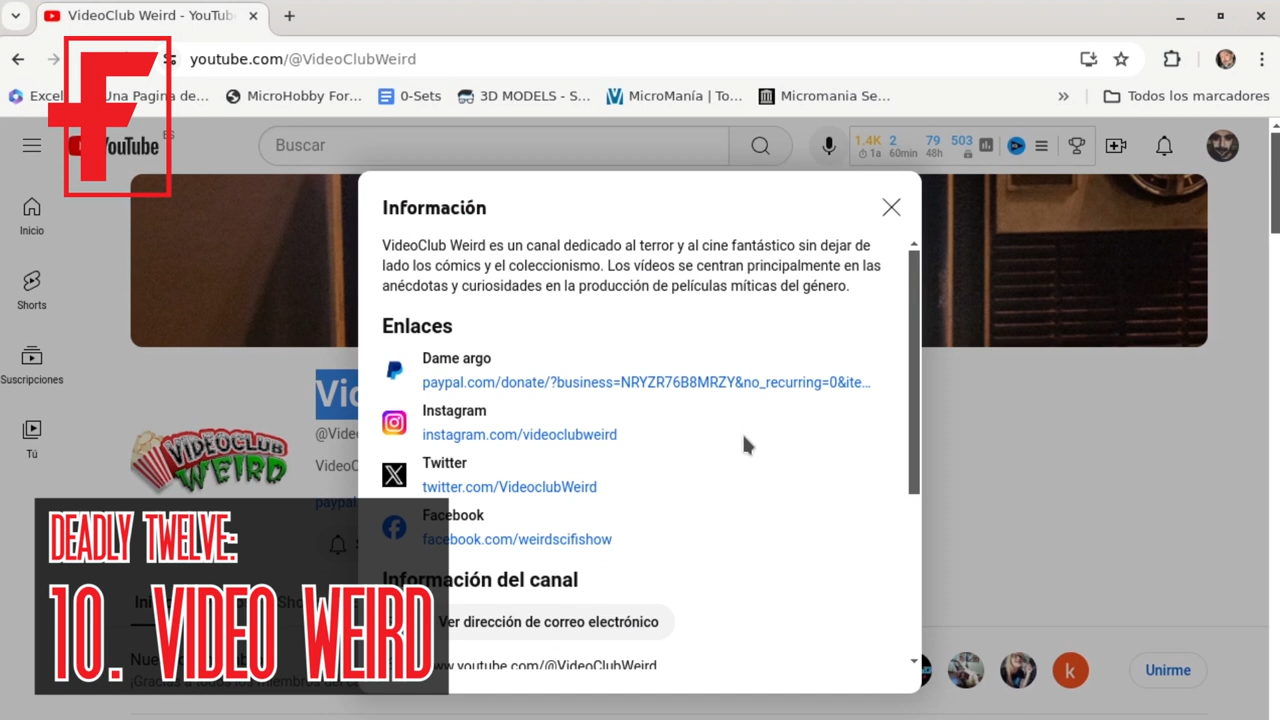 VideoClub Weird - YouTub
youtube.com/@VideoClubWeird
Excel
Una Pagina de...
MicroHobby For...
0-Sets
3D MODELS - S...
MicroManía | To...
Micromania Se...
»
Todos los marcadores
F
YouTube
ES
Buscar
1.4K 2 79 503
1a 60min 48h
Inicio
Shorts
Suscripciones
Tú
Información
VideoClub Weird es un canal dedicado al terror y al cine fantástico sin dejar de
lado los cómics y el coleccionismo. Los vídeos se centran principalmente en las
anécdotas y curiosidades en la producción de películas míticas del género.
Enlaces
Dame argo
paypal.com/donate/?business=NRYZR76B8MRZY&no_recurring=0&ite...
Instagram
instagram.com/videoclubweird
Twitter
twitter.com/VideoclubWeird
Facebook
facebook.com/weirdscifishow
Información del canal
Ver dirección de correo electrónico
www.youtube.com/@VideoClubWeird
Vi
@Vide
VideoC
paypal
VIDEOCLUB
WEIRD
DEADLY TWELVE:
10. VIDEO WEIRD
k
Unirme